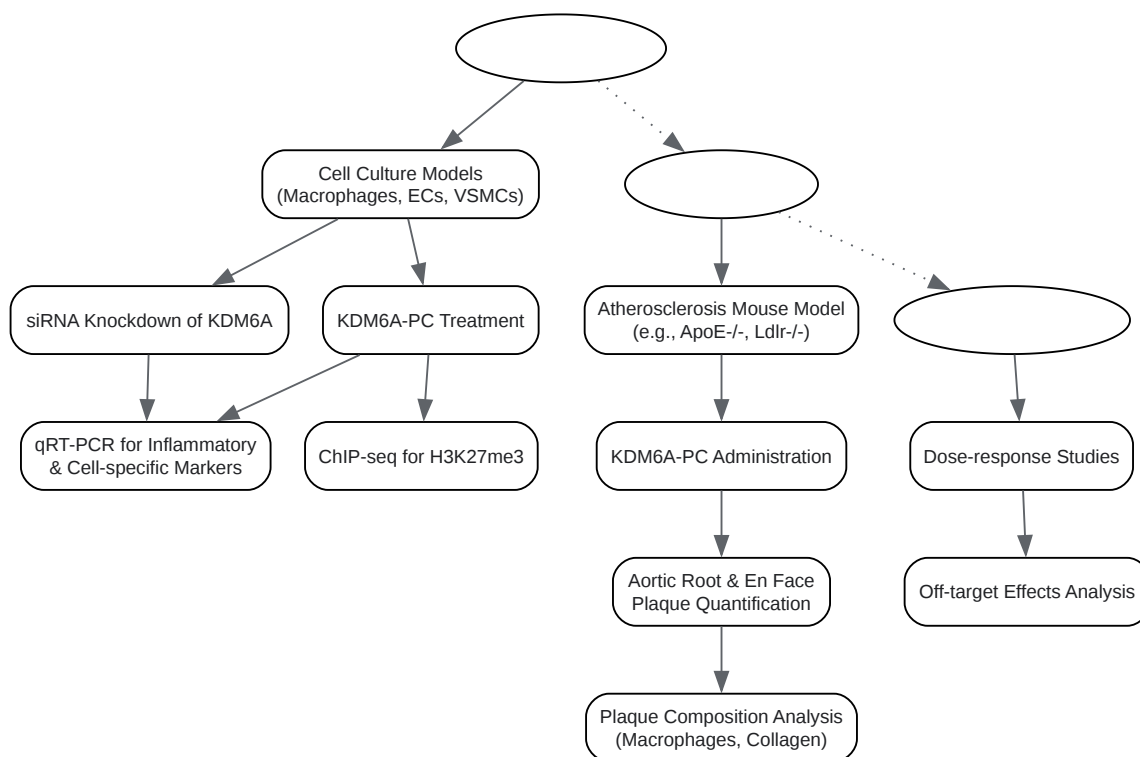 Cell Culture Models
(Macrophages, ECs, VSMCs)
siRNA Knockdown of KDM6A
KDM6A-PC Treatment
Atherosclerosis Mouse Model
(e.g., ApoE-/-, Ldlr-/-)
qRT-PCR for Inflammatory
& Cell-specific Markers
ChIP-seq for H3K27me3
KDM6A-PC Administration
Dose-response Studies
Aortic Root & En Face
Plaque Quantification
Off-target Effects Analysis
Plaque Composition Analysis
(Macrophages, Collagen)